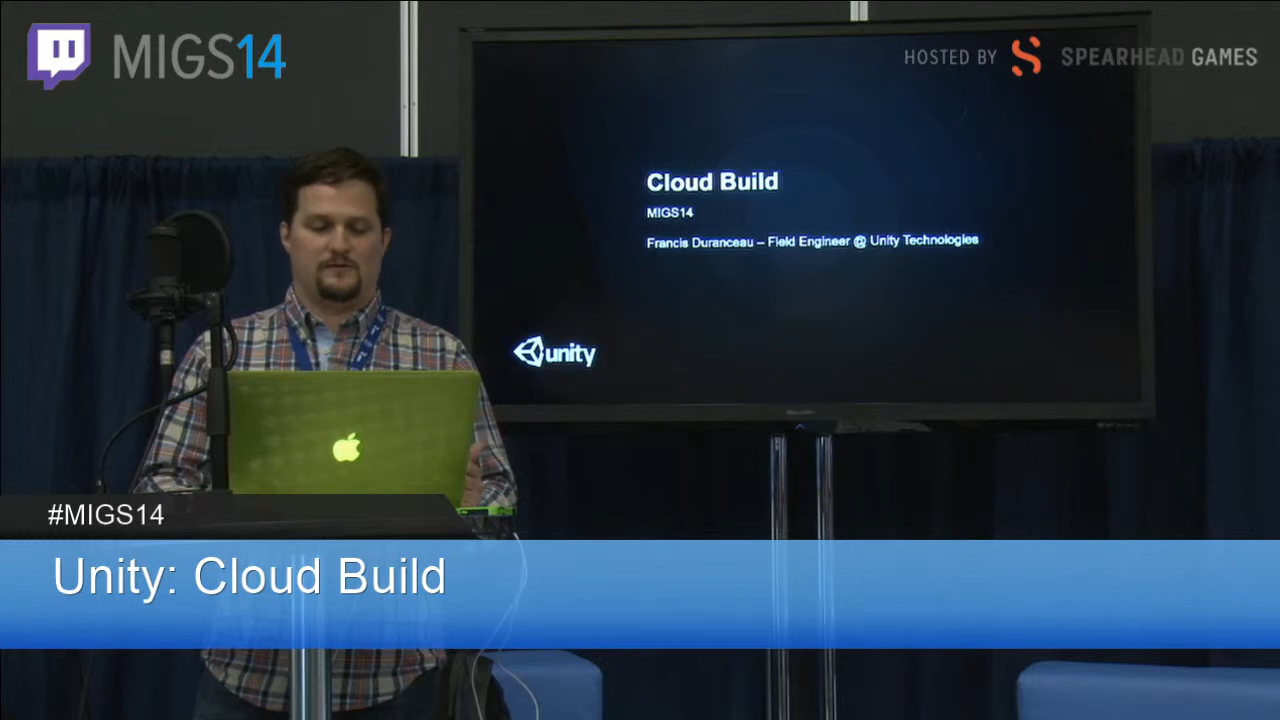 MIGS14
HOSTED BY SPEARHEAD GAMES
Cloud Build
MIGS14
Francis Duranceau – Field Engineer @ Unity Technologies
unity
#MIGS14
Unity: Cloud Build